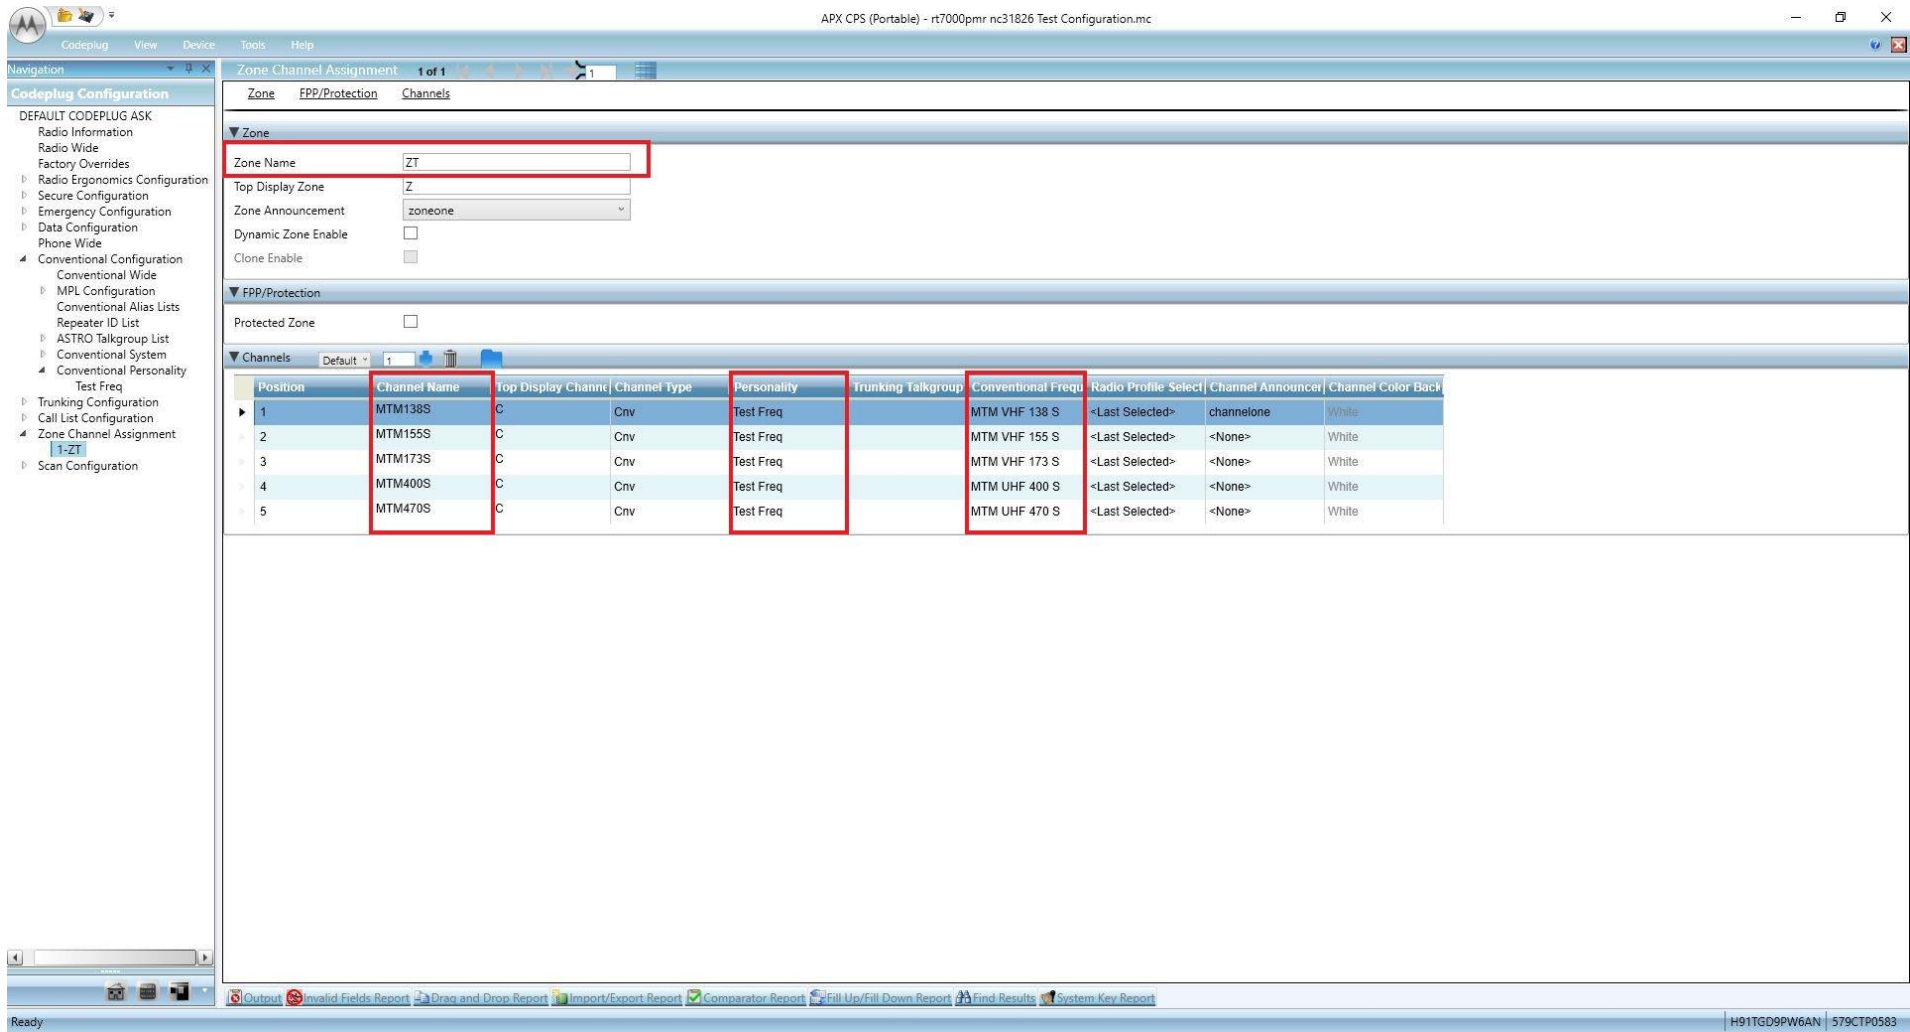 APX CPS (Portable) - rt7000pmr nc31826 Test Configuration.mc
Codeplug View Device Tools Help
Navigation
Zone Channel Assignment 1 of 1 1
Codeplug Configuration
DEFAULT CODEPLUG ASK
Radio Information
Radio Wide
Factory Overrides
Radio Ergonomics Configuration
Secure Configuration
Emergency Configuration
Data Configuration
Phone Wide
Conventional Configuration
Conventional Wide
MPL Configuration
Conventional Alias Lists
Repeater ID List
ASTRO Talkgroup List
Conventional System
Conventional Personality
Test Freq
Trunking Configuration
Call List Configuration
Zone Channel Assignment
1-ZT
Scan Configuration
Zone FPP/Protection Channels
Zone
Zone Name ZT
Top Display Zone Z
Zone Announcement zoneone
Dynamic Zone Enable
Clone Enable
FPP/Protection
Protected Zone
Channels Default 1
Position Channel Name Top Display Channe Channel Type Personality Trunking Talkgroup Conventional Frequ Radio Profile Select Channel Announcer Channel Color Back
1 MTM138S C Cnv Test Freq MTM VHF 138 S <Last Selected> channelone White
2 MTM155S C Cnv Test Freq MTM VHF 155 S <Last Selected> <None> White
3 MTM173S C Cnv Test Freq MTM VHF 173 S <Last Selected> <None> White
4 MTM400S C Cnv Test Freq MTM UHF 400 S <Last Selected> <None> White
5 MTM470S C Cnv Test Freq MTM UHF 470 S <Last Selected> <None> White
Output Invalid Fields Report Drag and Drop Report Import/Export Report Comparator Report Fill Up/Fill Down Report Find Results System Key Report
Ready H91TGD9PW6AN 579CTP0583